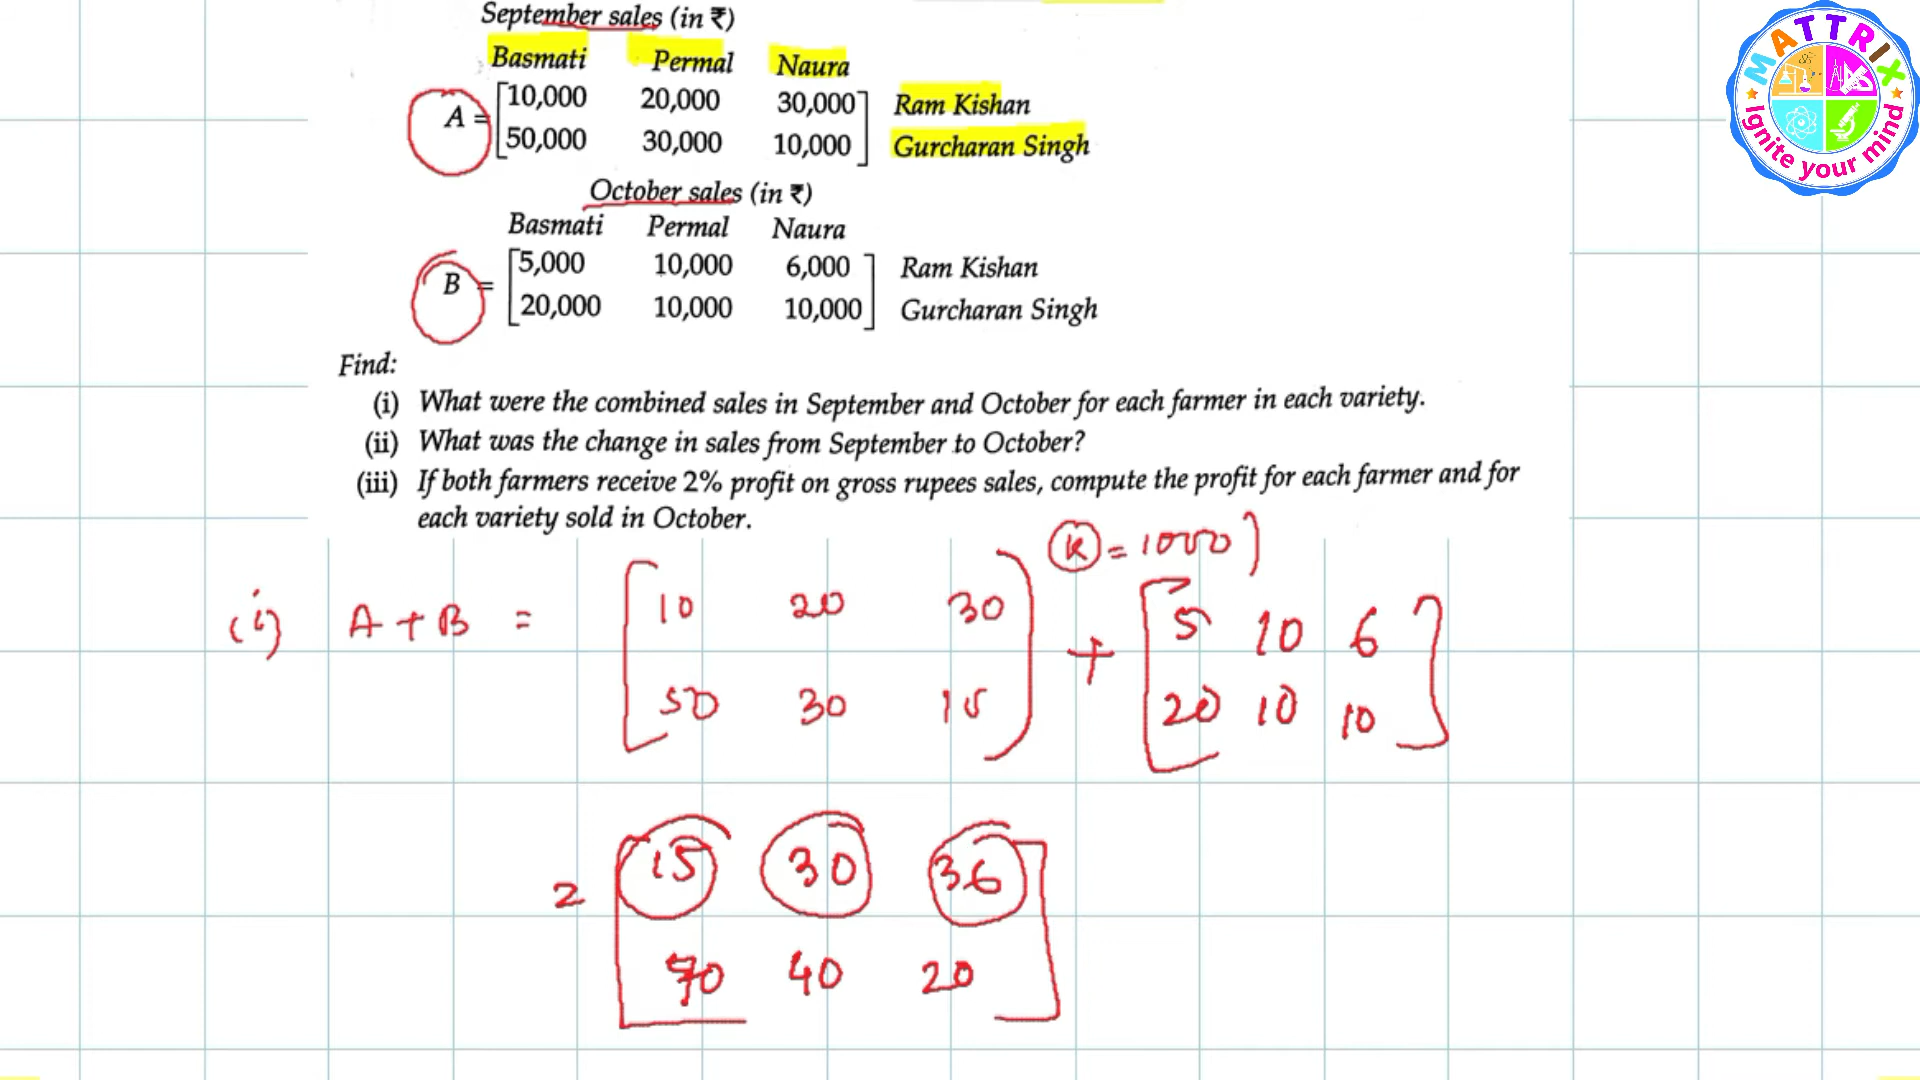 September sales (in ₹)
Basmati Permal Naura
A = [10,000 20,000 30,000] Ram Kishan
[50,000 30,000 10,000] Gurcharan Singh
October sales (in ₹)
Basmati Permal Naura
B = [5,000 10,000 6,000] Ram Kishan
[20,000 10,000 10,000] Gurcharan Singh
Find:
(i) What were the combined sales in September and October for each farmer in each variety.
(ii) What was the change in sales from September to October?
(iii) If both farmers receive 2% profit on gross rupees sales, compute the profit for each farmer and for
each variety sold in October.
K = 1000)
(i) A + B = [10 20 30] + [5 10 6]
[50 30 10] [20 10 10]
= [15 30 36]
[70 40 20]
MATTRIX
Ignite your mind